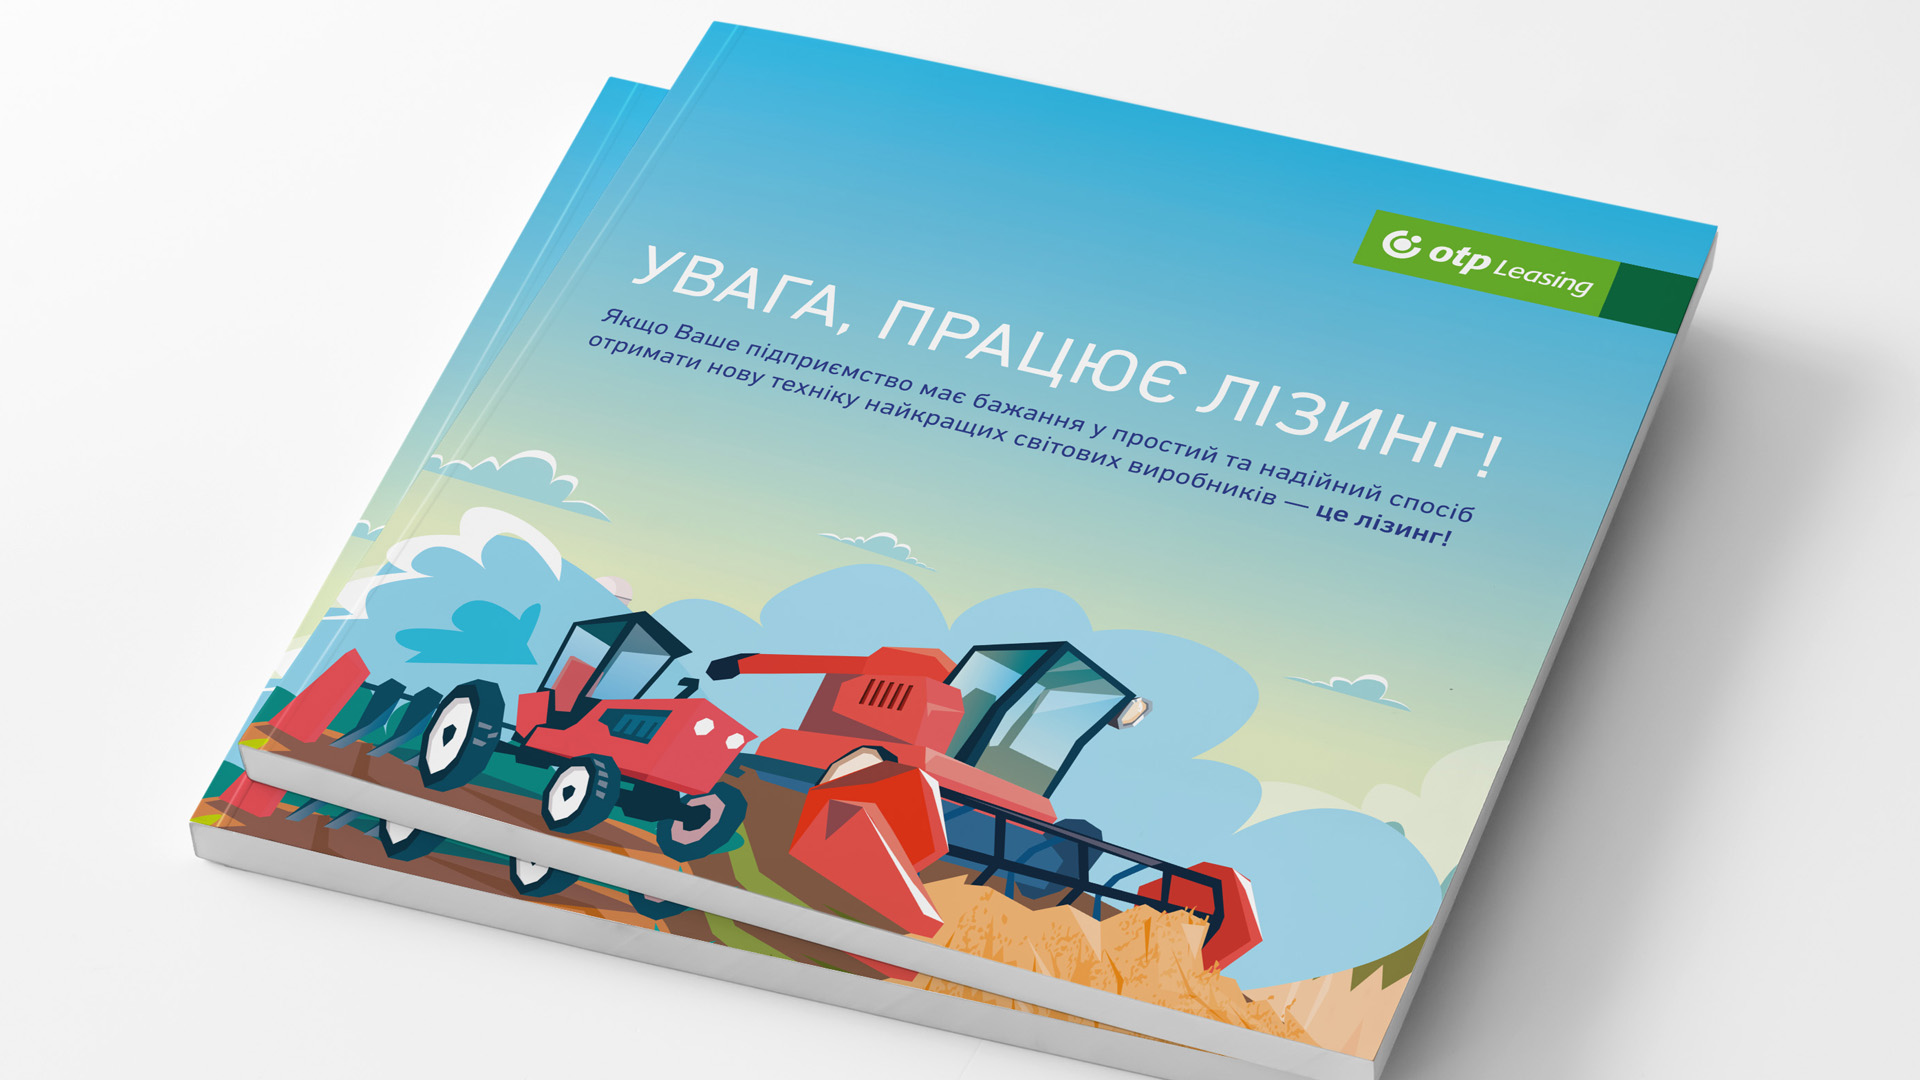 otp Leasing
УВАГА, ПРАЦЮЄ ЛІЗИНГ!
Якщо Ваше підприємство має бажання у простий та надійний спосіб
отримати нову техніку найкращих світових виробників — це лізинг!